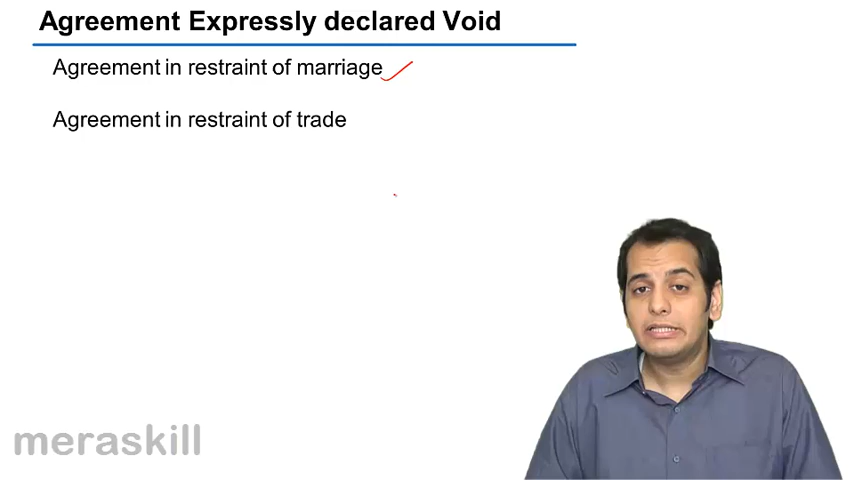 Agreement Expressly declared Void
Agreement in restraint of marriage
Agreement in restraint of trade
meraskill